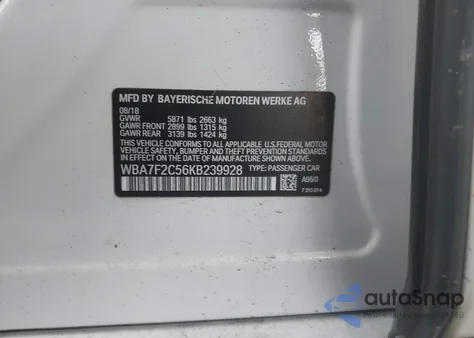 MFD BY BAYERISCHE MOTOREN WERKE AG
08/18
GVWR 5871 lbs 2663 kg
GAWR FRONT 2899 lbs 1315 kg
GAWR REAR 3139 lbs 1424 kg
THIS VEHICLE CONFORMS TO ALL APPLICABLE U.S.FEDERAL MOTOR VEHICLE
SAFETY, BUMPER AND THEFT PREVENTION STANDARDS IN EFFECT ON THE
DATE OF MANUFACTURE SHOWN ABOVE.
WBA7F2C56KB239928 TYPE: PASSENGER CAR
A96/0
autoSnap